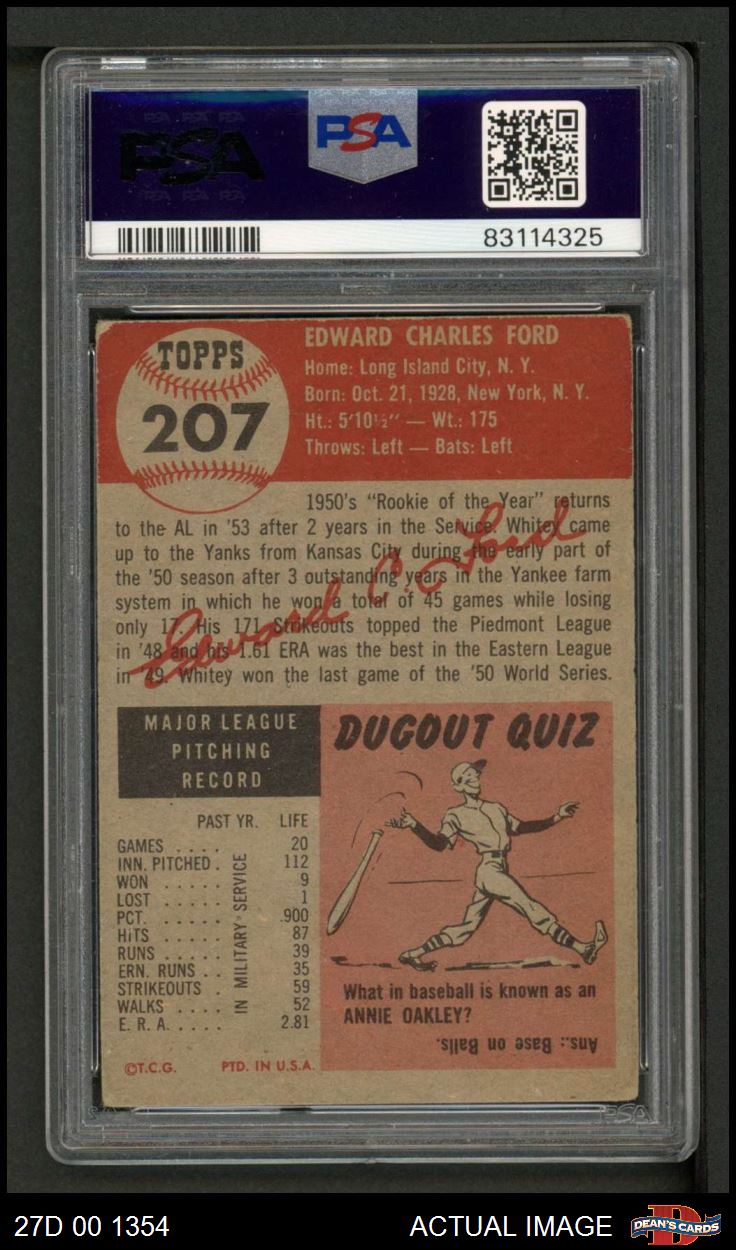 PSA
PSA
83114325
TOPPS
207
EDWARD CHARLES FORD
Home: Long Island City, N. Y.
Born: Oct. 21, 1928, New York, N. Y.
Ht.: 5'10½" — Wt.: 175
Throws: Left — Bats: Left
1950's "Rookie of the Year" returns
to the AL in '53 after 2 years in the Service. Whitey came
up to the Yanks from Kansas City during the early part of
the '50 season after 3 outstanding years in the Yankee farm
system in which he won a total of 45 games while losing
only 17. His 171 Strikeouts topped the Piedmont League
in '48 and his 1.61 ERA was the best in the Eastern League
in '49. Whitey won the last game of the '50 World Series.
Edward C. Ford
MAJOR LEAGUE
PITCHING
RECORD
PAST YR. LIFE
GAMES .... 20
INN. PITCHED . 112
WON ..... 9
LOST ..... 1
PCT. ..... .900
HITS ..... 87
RUNS .... 39
ERN. RUNS .. 35
STRIKEOUTS . 59
WALKS .... 52
E. R. A. ..... 2.81
IN MILITARY SERVICE
©T.C.G. PTD. IN U.S.A.
DUGOUT QUIZ
What in baseball is known as an
ANNIE OAKLEY?
Ans.: Base on Balls.
PSA
27D 00 1354
ACTUAL IMAGE
D
DEAN'S CARDS